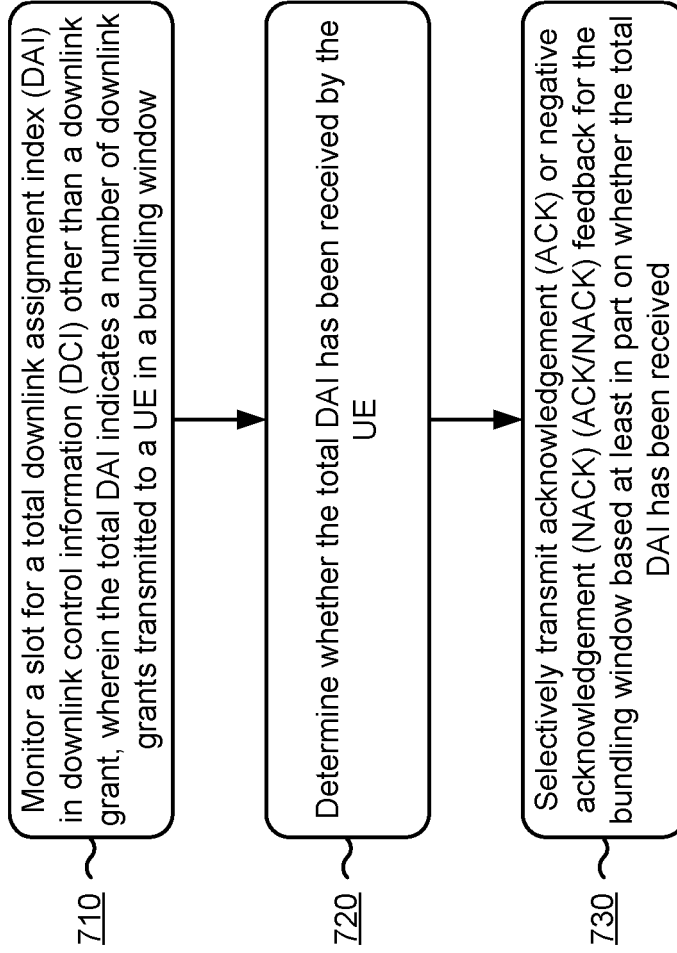 710
Monitor a slot for a total downlink assignment index (DAI)
in downlink control information (DCI) other than a downlink
grant, wherein the total DAI indicates a number of downlink
grants transmitted to a UE in a bundling window
720
Determine whether the total DAI has been received by the
UE
730
Selectively transmit acknowledgement (ACK) or negative
acknowledgement (NACK) (ACK/NACK) feedback for the
bundling window based at least in part on whether the total
DAI has been received